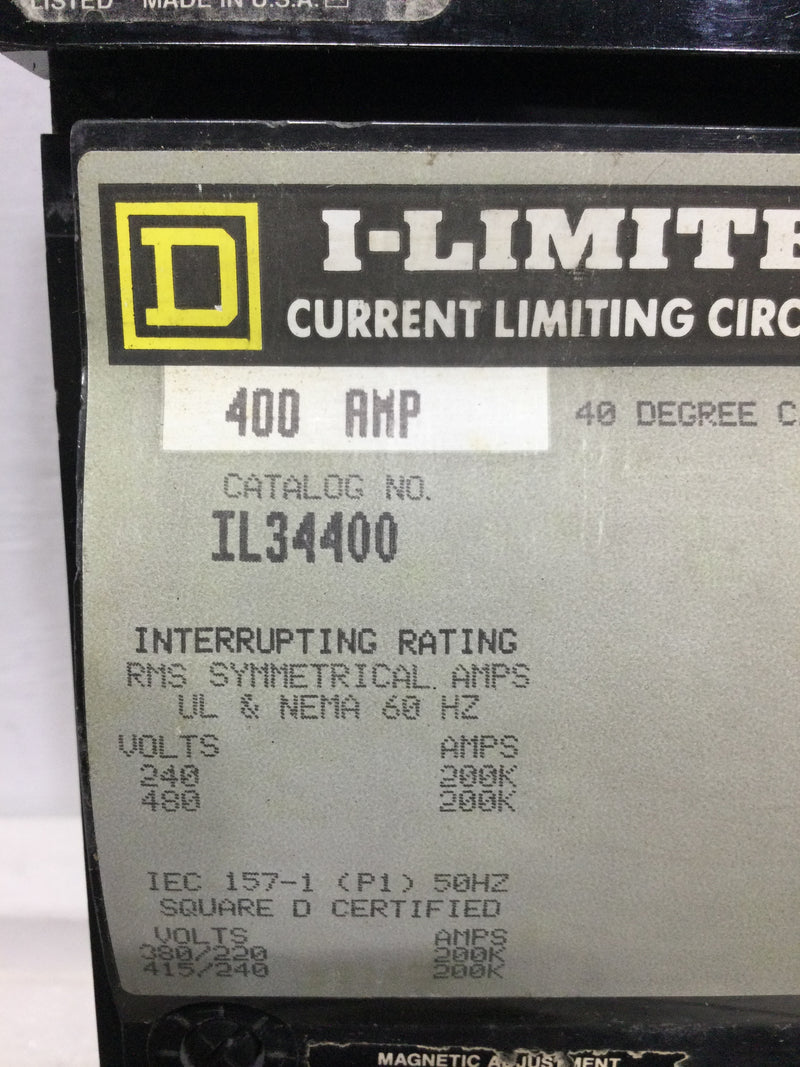 LISTED MADE IN U.S.A.
D
I-LIMITE
CURRENT LIMITING CIRC
400 AMP 40 DEGREE C.
CATALOG NO.
IL34400
INTERRUPTING RATING
RMS SYMMETRICAL AMPS
UL & NEMA 60 HZ
VOLTS AMPS
240 200K
480 200K
IEC 157-1 (P1) 50HZ
SQUARE D CERTIFIED
VOLTS AMPS
380/220 200K
415/240 200K
MAGNETIC ADJUSTMENT